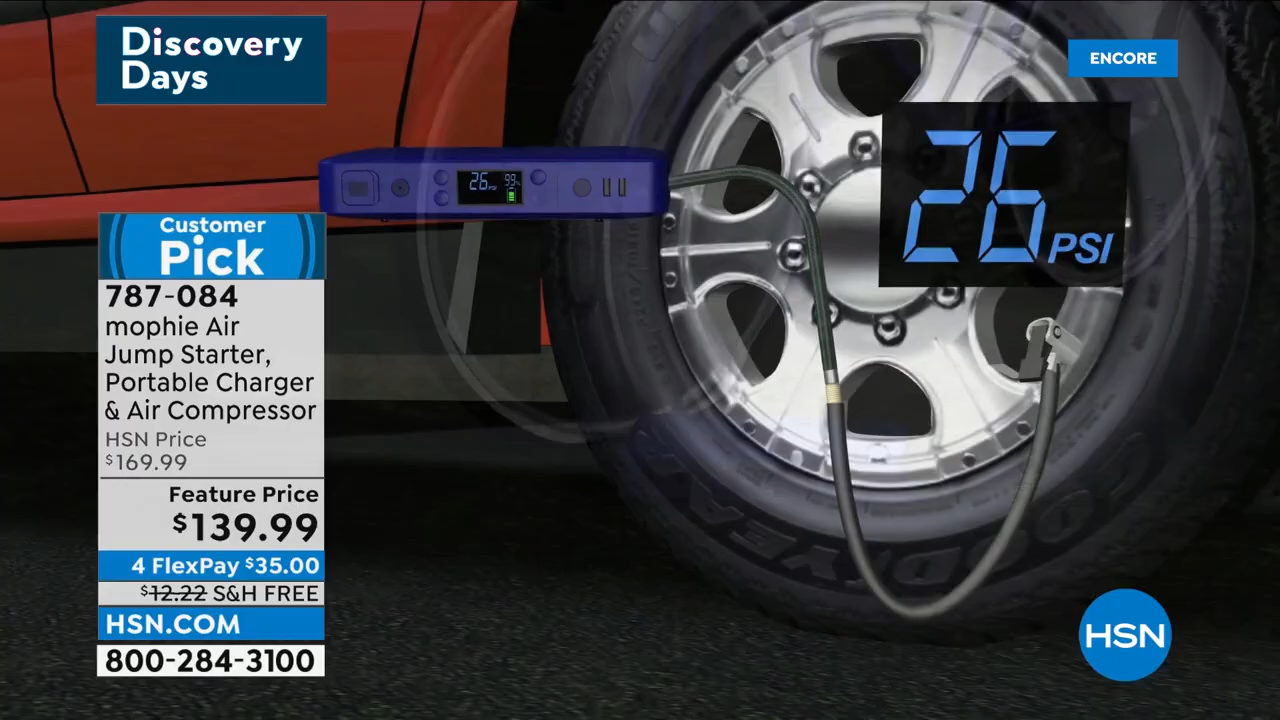 Discovery
Days
ENCORE
26 PSI 99%
26 PSI
Customer
Pick
787-084
mophie Air
Jump Starter,
Portable Charger
& Air Compressor
HSN Price
$169.99
Feature Price
$139.99
4 FlexPay $35.00
$12.22 S&H FREE
HSN.COM
800-284-3100
GOODYEAR
HSN